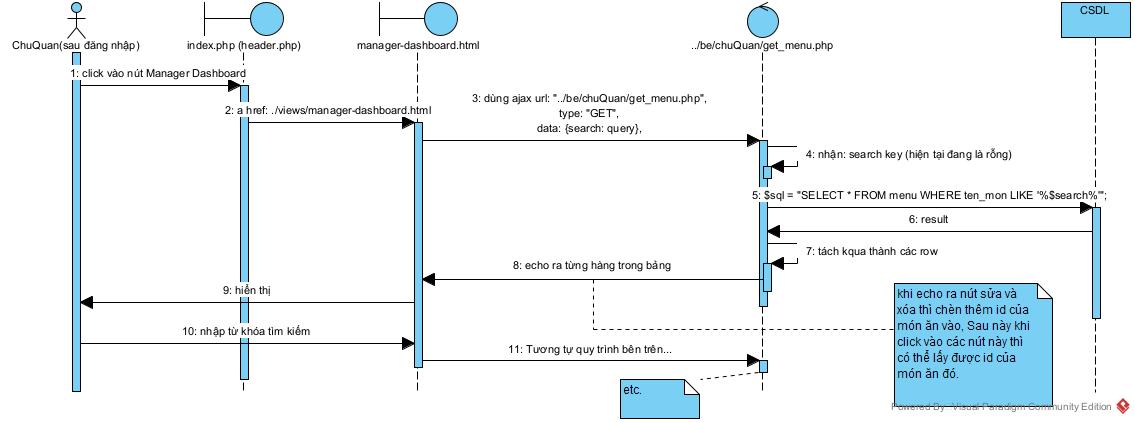 CSDL
ChuQuan(sau đăng nhập)
index.php (header.php)
manager-dashboard.html
../be/chuQuan/get_menu.php
1: click vào nút Manager Dashboard
2: a href: ./views/manager-dashboard.html
3: dùng ajax url: "../be/chuQuan/get_menu.php",
type: "GET",
data: {search: query},
4: nhận: search key (hiện tại đang là rỗng)
5: $sql = "SELECT * FROM menu WHERE ten_mon LIKE '%$search%'";
6: result
7: tách kqua thành các row
8: echo ra từng hàng trong bảng
9: hiển thị
10: nhập từ khóa tìm kiếm
11: Tương tự quy trình bên trên...
khi echo ra nút sửa và
xóa thì chèn thêm id của
món ăn vào, Sau này khi
click vào các nút này thì
có thể lấy được id của
món ăn đó.
etc.
Powered By Visual Paradigm Community Edition